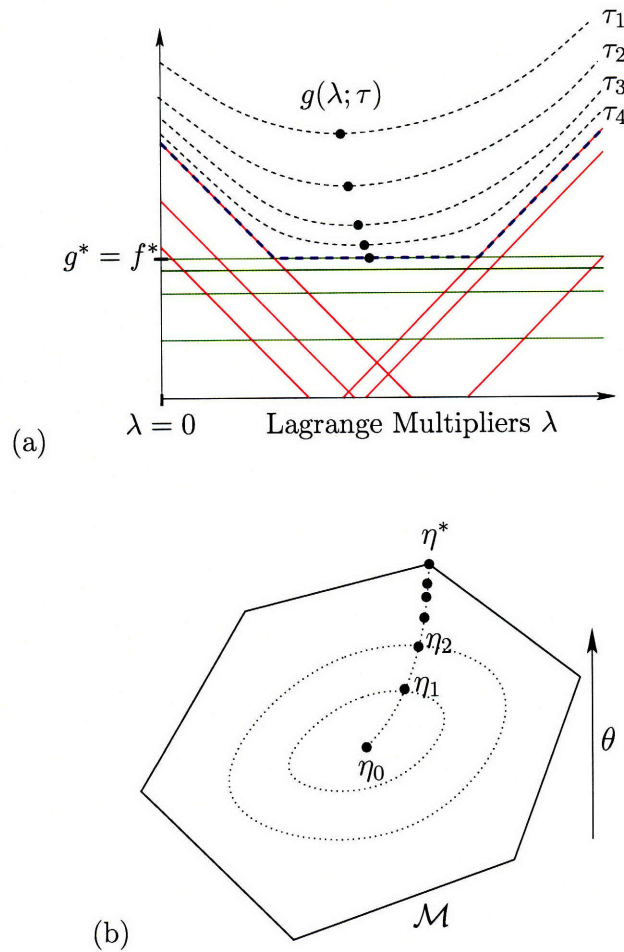 τ₁
τ₂
g(λ; τ)
τ₃
τ₄
g* = f*
λ = 0
Lagrange Multipliers λ
(a)
η*
η₂
η₁
θ
η₀
ℳ
(b)